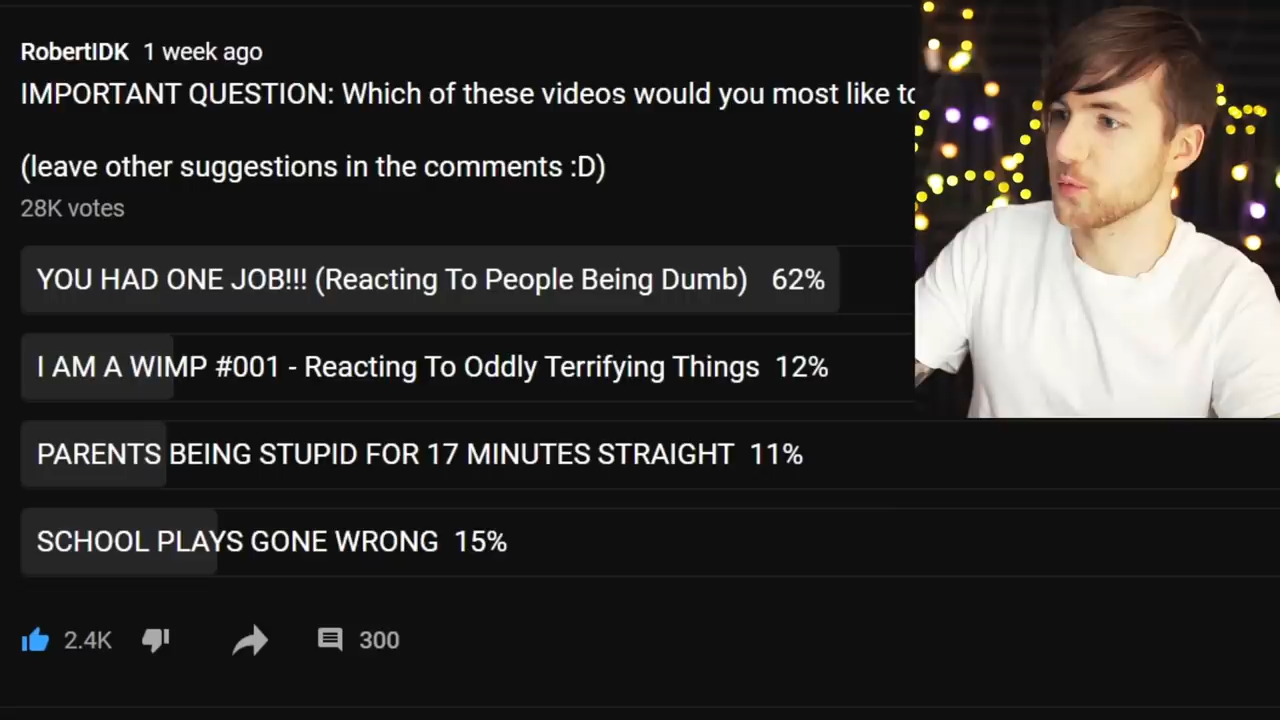 RobertIDK 1 week ago
IMPORTANT QUESTION: Which of these videos would you most like to
(leave other suggestions in the comments :D)
28K votes
YOU HAD ONE JOB!!! (Reacting To People Being Dumb) 62%
I AM A WIMP #001 - Reacting To Oddly Terrifying Things 12%
PARENTS BEING STUPID FOR 17 MINUTES STRAIGHT 11%
SCHOOL PLAYS GONE WRONG 15%
2.4K 300